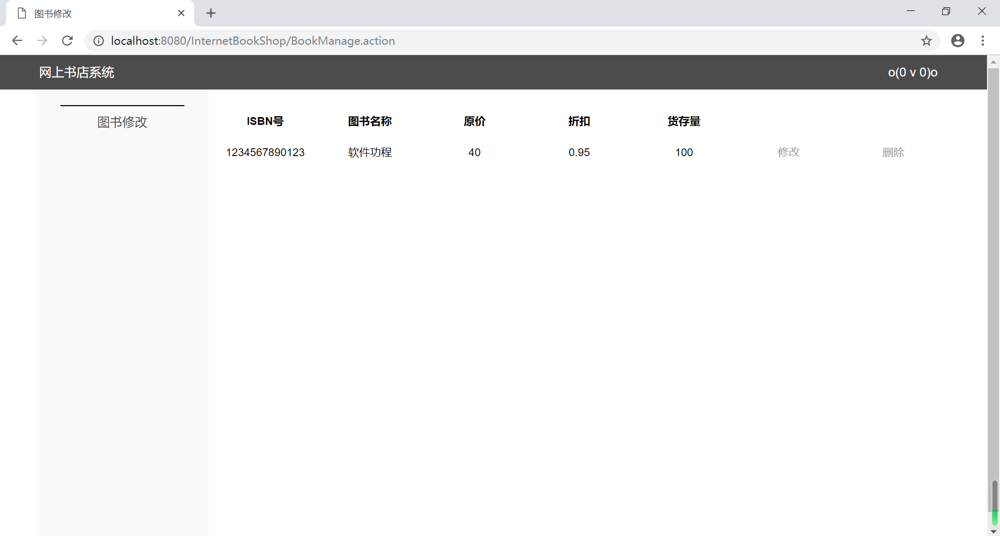 图书修改
localhost:8080/InternetBookShop/BookManage.action
网上书店系统 o(0 v 0)o
图书修改
ISBN号 图书名称 原价 折扣 货存量
1234567890123 软件功程 40 0.95 100 修改 删除